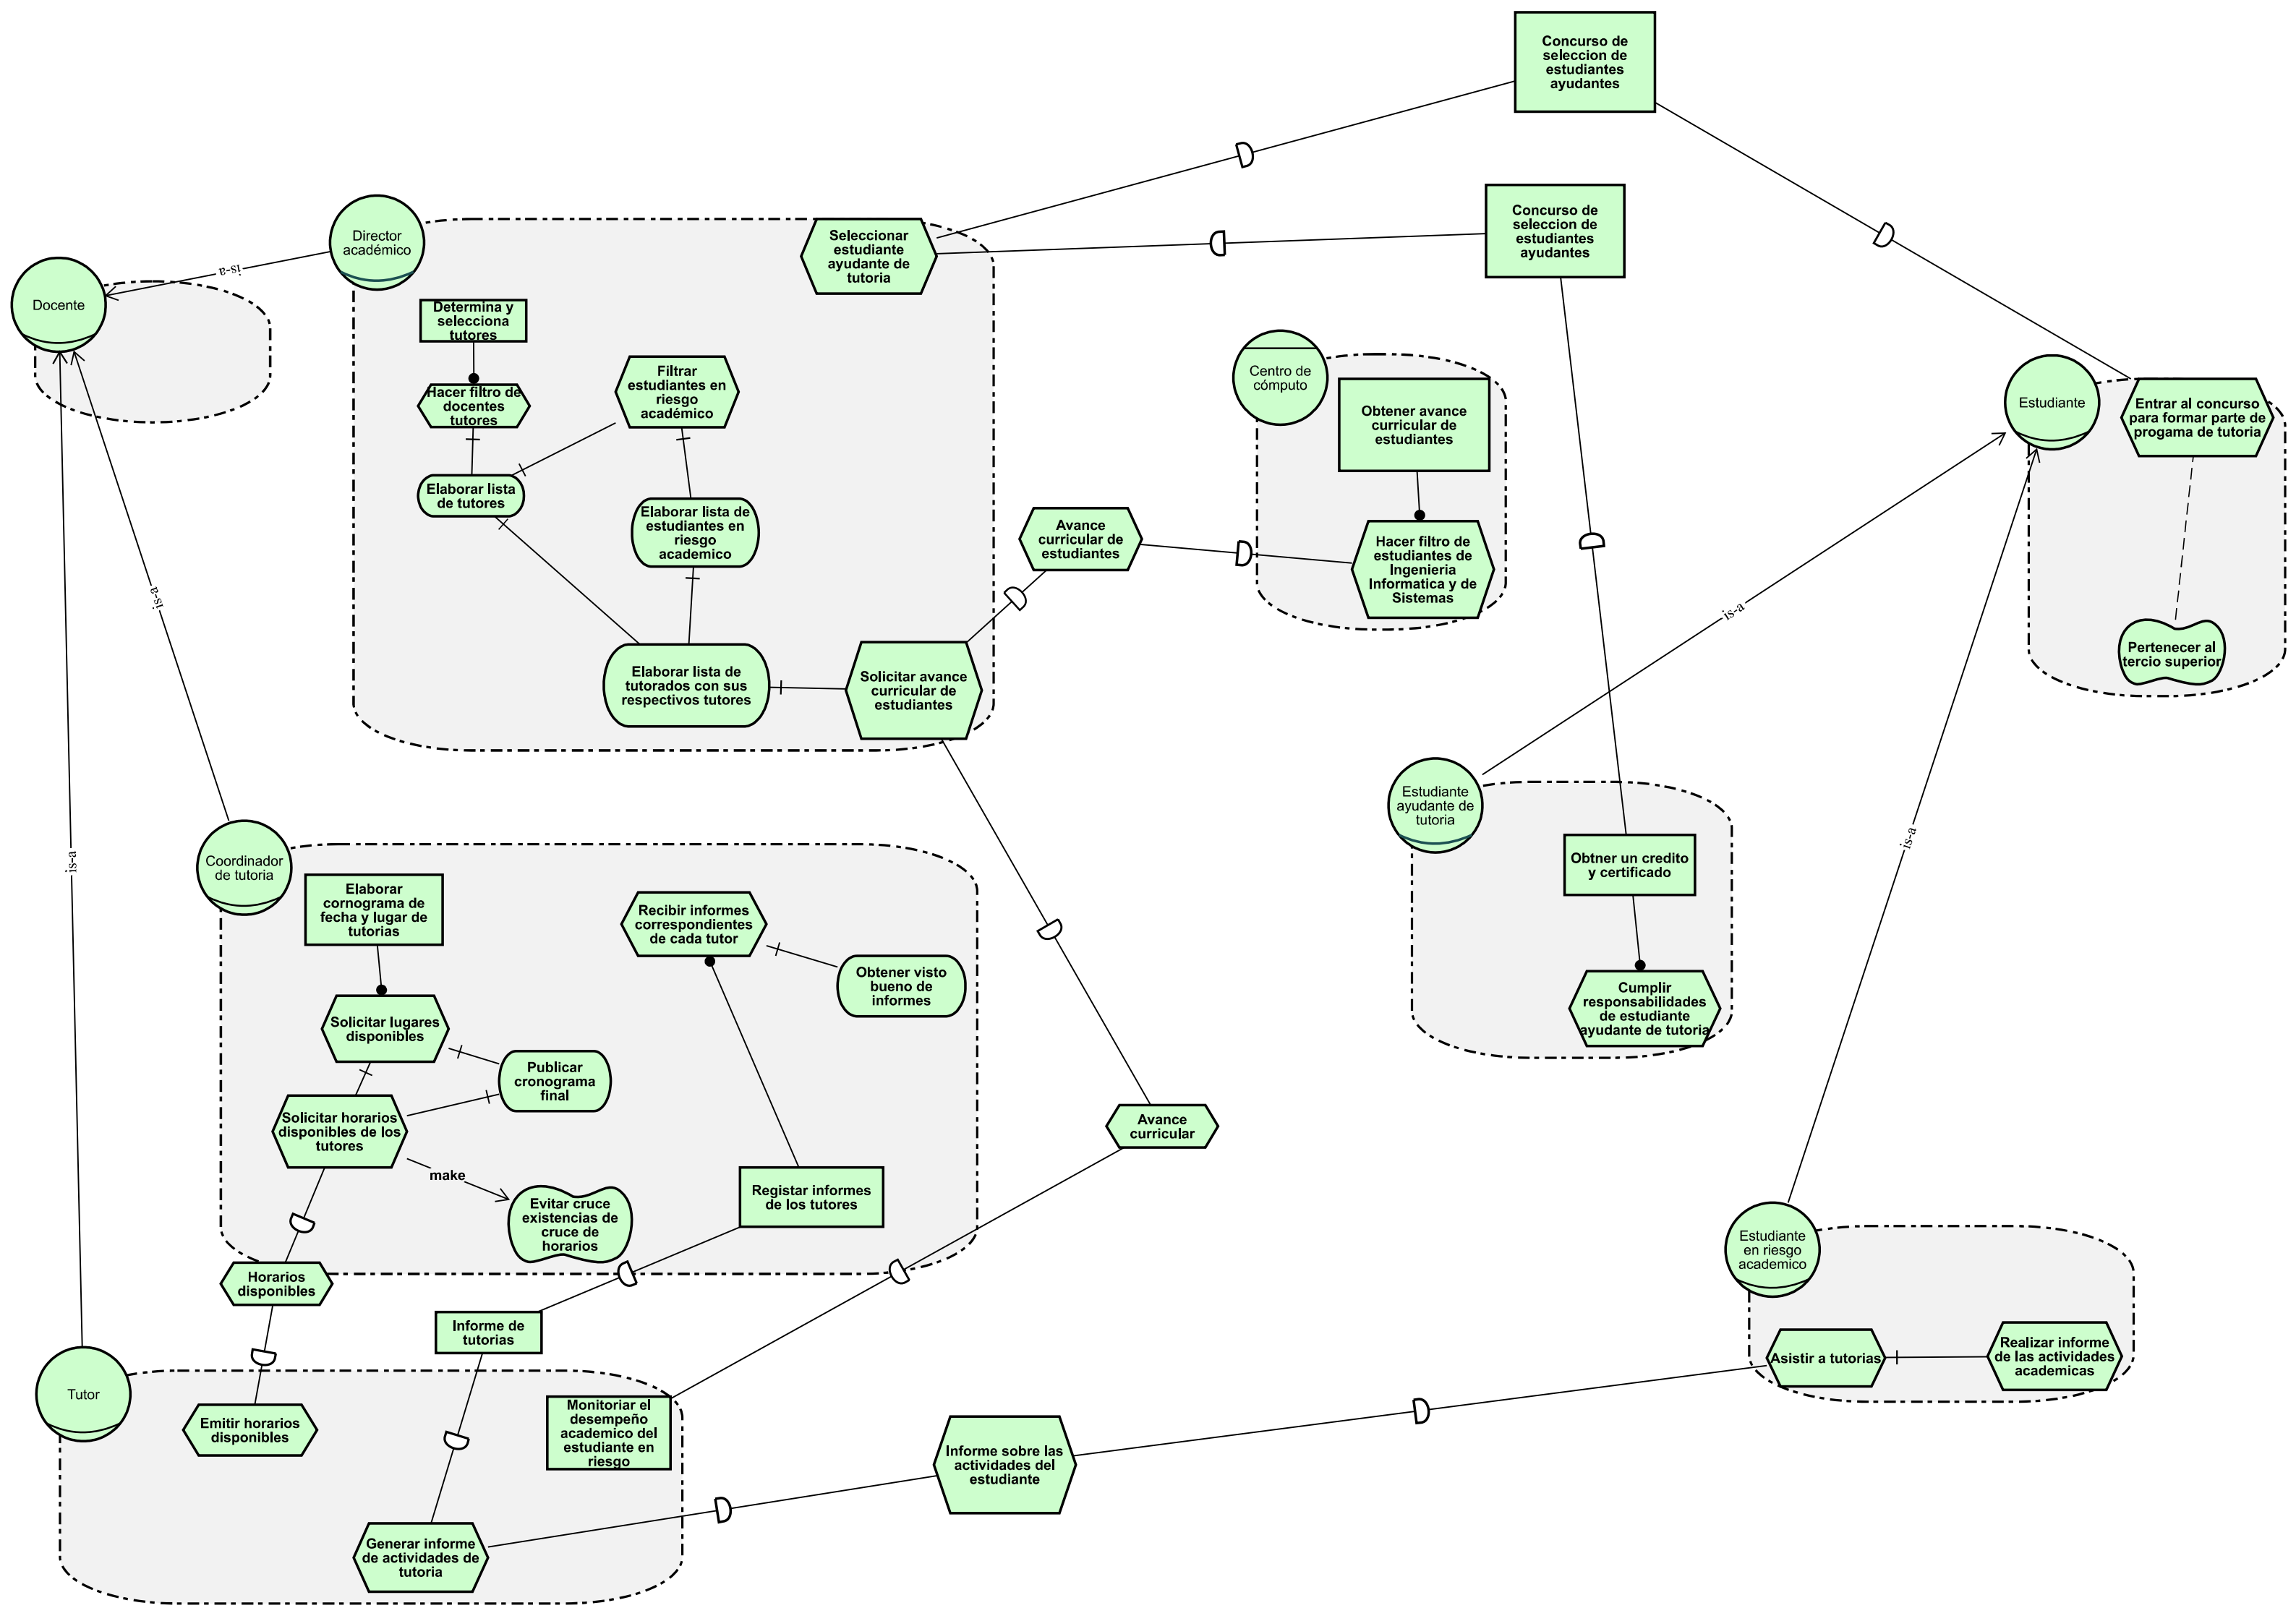 Concurso de
seleccion de
estudiantes
ayudantes
Director
académico
Seleccionar
estudiante
ayudante de
tutoria
Concurso de
seleccion de
estudiantes
ayudantes
is-a
Docente
Determina y
selecciona
tutores
Hacer filtro de
docentes
tutores
Filtrar
estudiantes en
riesgo
académico
Elaborar lista
de tutores
Elaborar lista de
estudiantes en
riesgo
academico
Elaborar lista de
tutorados con sus
respectivos tutores
Solicitar avance
curricular de
estudiantes
Avance
curricular de
estudiantes
Centro de
cómputo
Obtener avance
curricular de
estudiantes
Hacer filtro de
estudiantes de
Ingenieria
Informatica y de
Sistemas
Estudiante
Entrar al concurso
para formar parte de
progama de tutoria
Pertenecer al
tercio superior
is-a
is-a
is-a
is-a
Estudiante
ayudante de
tutoria
Obtner un credito
y certificado
Cumplir
responsabilidades
de estudiante
ayudante de tutoria
Coordinador
de tutoria
Elaborar
cornograma de
fecha y lugar de
tutorias
Solicitar lugares
disponibles
Publicar
cronograma
final
Solicitar horarios
disponibles de los
tutores
make
Evitar cruce
existencias de
cruce de
horarios
Recibir informes
correspondientes
de cada tutor
Obtener visto
bueno de
informes
Registar informes
de los tutores
Avance
curricular
Horarios
disponibles
Informe de
tutorias
Tutor
Emitir horarios
disponibles
Monitoriar el
desempeño
academico del
estudiante en
riesgo
Generar informe
de actividades de
tutoria
Informe sobre las
actividades del
estudiante
Estudiante
en riesgo
academico
Asistir a tutorias
Realizar informe
de las actividades
academicas